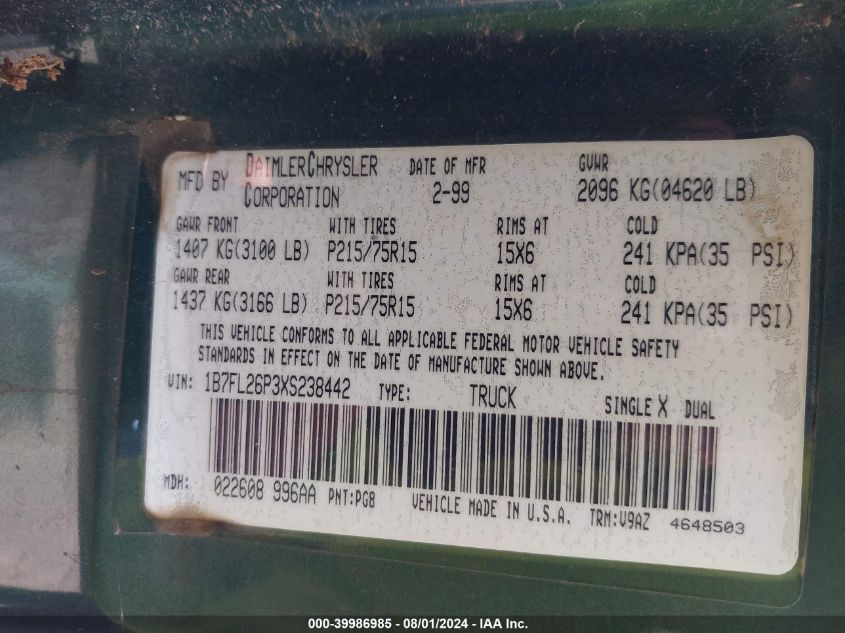 MFD BY DAIMLERCHRYSLER CORPORATION DATE OF MFR 2-99 GVWR 2096 KG(04620 LB)
GAWR FRONT WITH TIRES RIMS AT COLD
1407 KG(3100 LB) P215/75R15 15X6 241 KPA(35 PSI)
GAWR REAR WITH TIRES RIMS AT COLD
1437 KG(3166 LB) P215/75R15 15X6 241 KPA(35 PSI)
THIS VEHICLE CONFORMS TO ALL APPLICABLE FEDERAL MOTOR VEHICLE SAFETY
STANDARDS IN EFFECT ON THE DATE OF MANUFACTURE SHOWN ABOVE.
VIN: 1B7FL26P3XS238442 TYPE: TRUCK SINGLE X DUAL
MDH: 022608 996AA PNT:PG8 VEHICLE MADE IN U.S.A. TRM:V9AZ 4648503
000-39986985 - 08/01/2024 - IAA Inc.